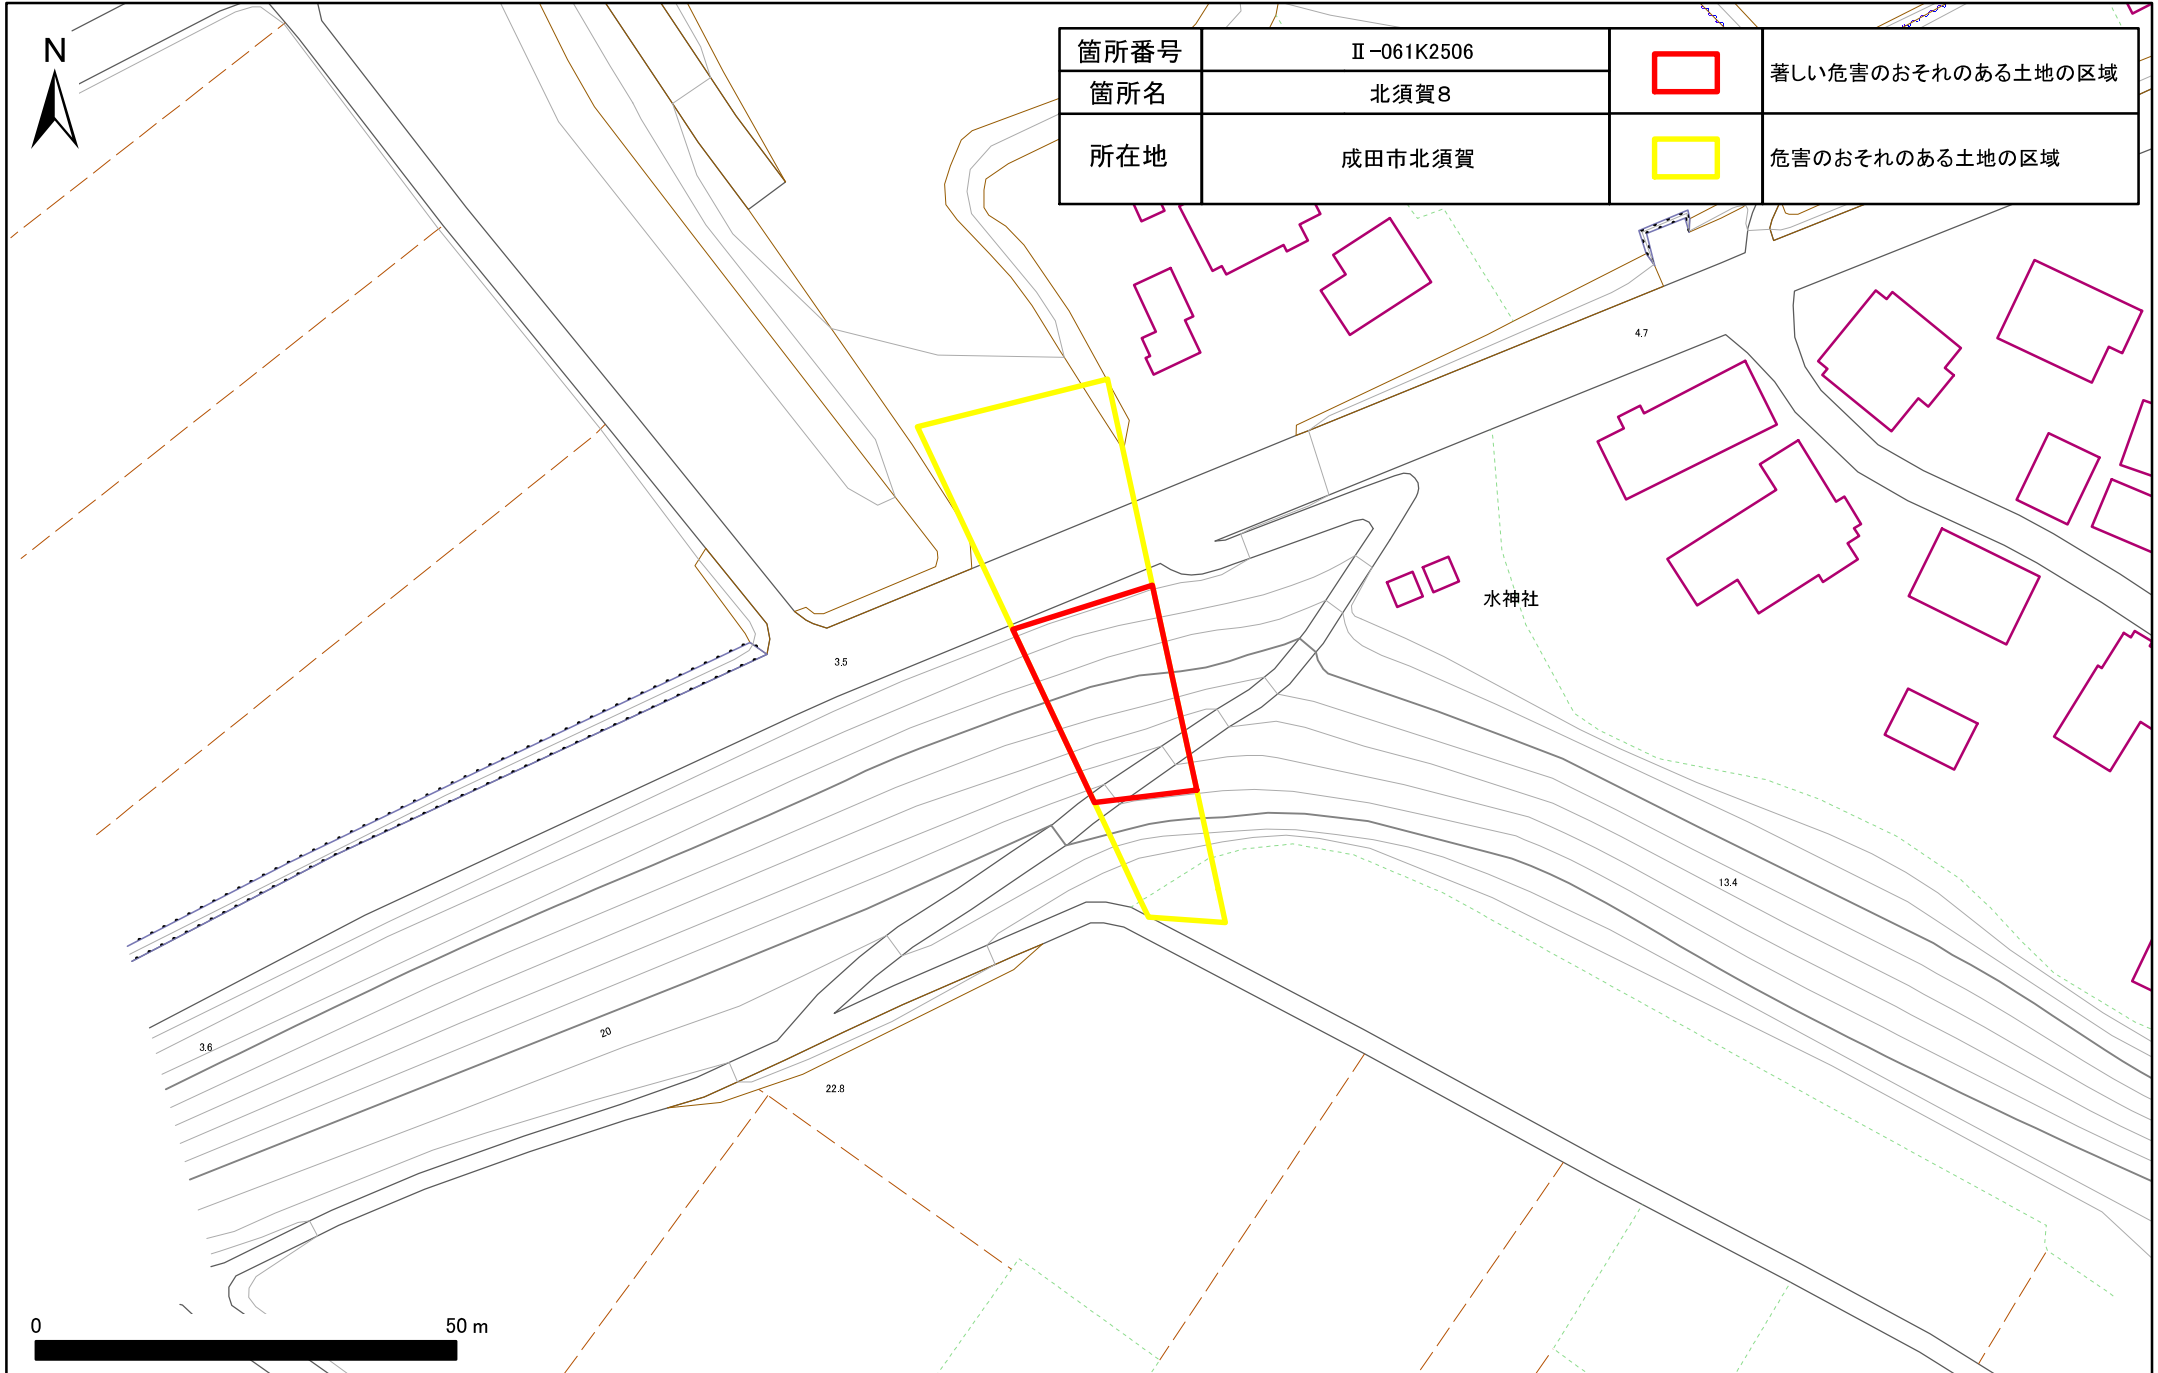 N
箇所番号 Ⅱ-061K2506
著しい危害のおそれのある土地の区域
箇所名 北須賀8
所在地 成田市北須賀
危害のおそれのある土地の区域
4.7
水神社
3.5
13.4
20
3.6
22.8
0 50 m